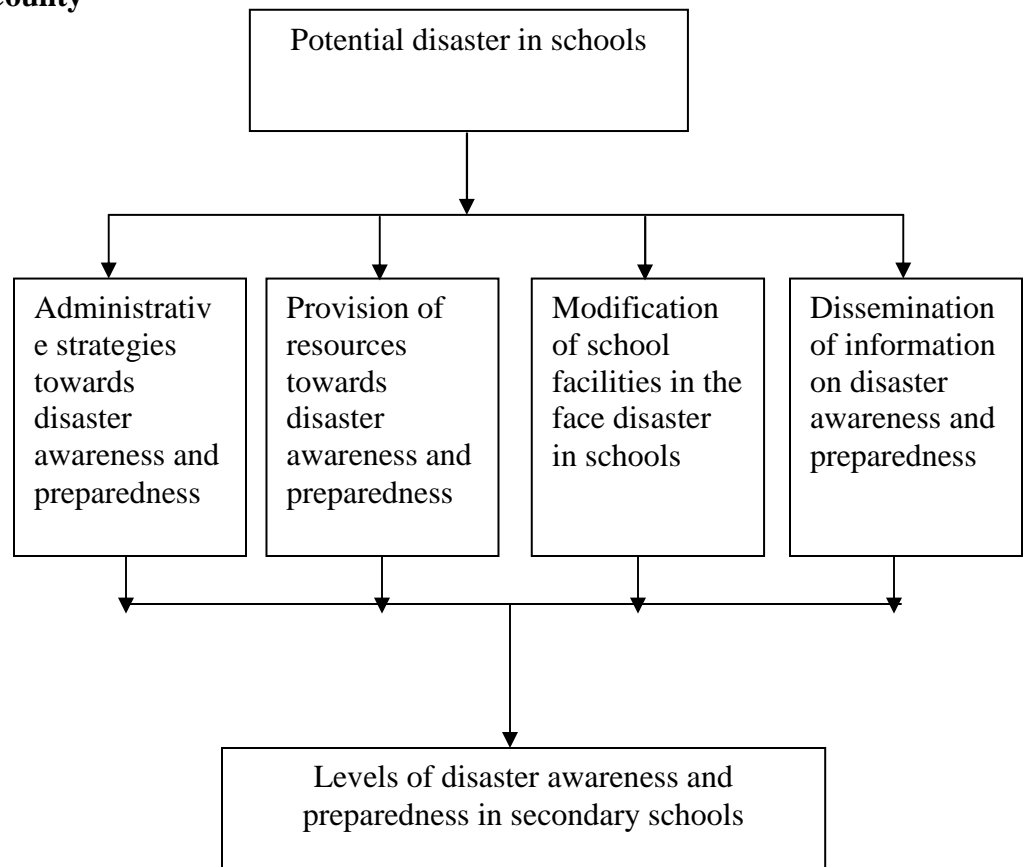 county
Potential disaster in schools
Administrativ
e strategies
towards
disaster
awareness and
preparedness
Provision of
resources
towards
disaster
awareness and
preparedness
Modification
of school
facilities in the
face disaster
in schools
Dissemination
of information
on disaster
awareness and
preparedness
Levels of disaster awareness and
preparedness in secondary schools